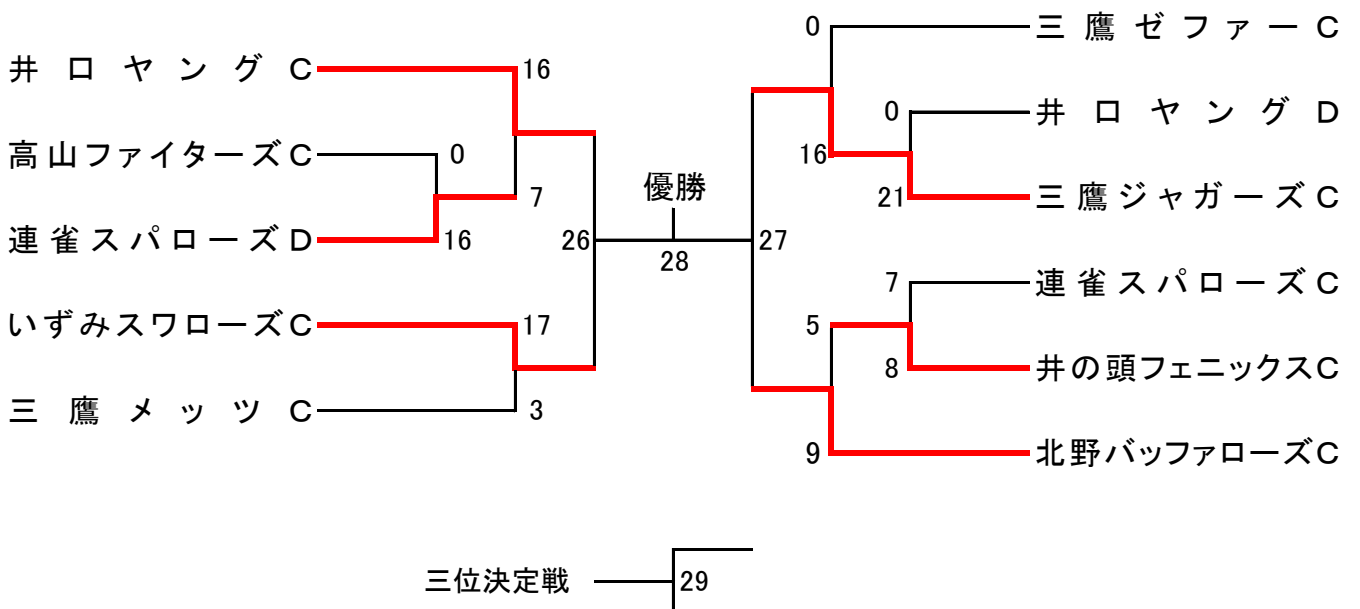 井口ヤングC
16
高山ファイターズC
0
7
連雀スパローズD
16
26
いずみスワローズC
17
三鷹メッツC
3
優勝
28
0
三鷹ゼファーC
0
井口ヤングD
16
21
三鷹ジャガーズC
27
7
連雀スパローズC
5
8
井の頭フェニックスC
9
北野バッファローズC
三位決定戦
29